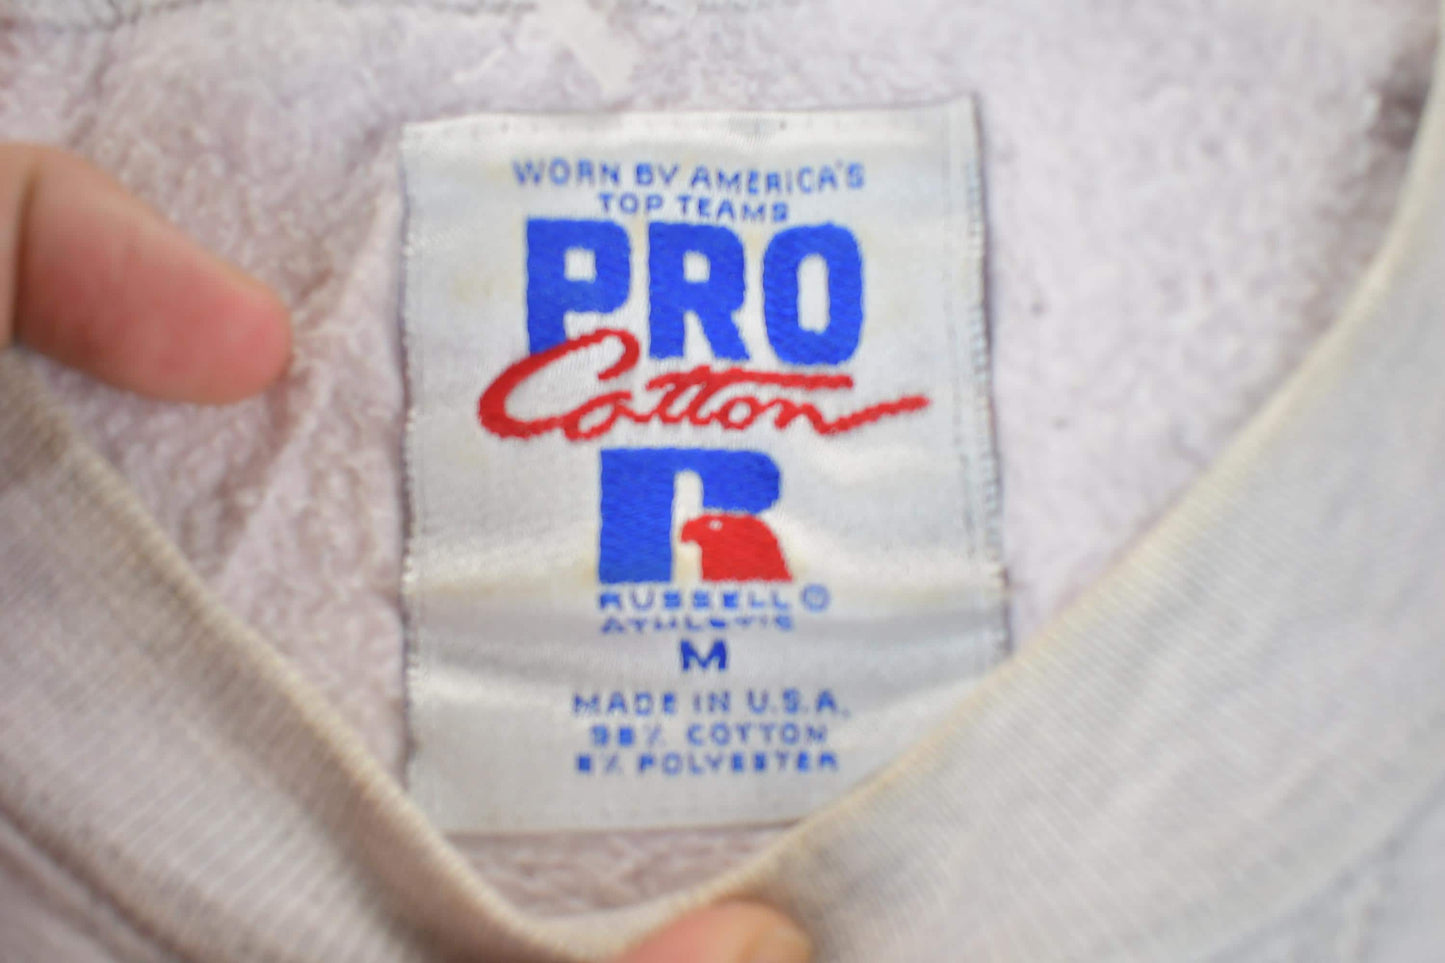 WORN BY AMERICA'S
TOP TEAMS
PRO
Cotton
R
RUSSELL ®
ATHLETIC
M
MADE IN U.S.A.
COTTON
POLYESTER